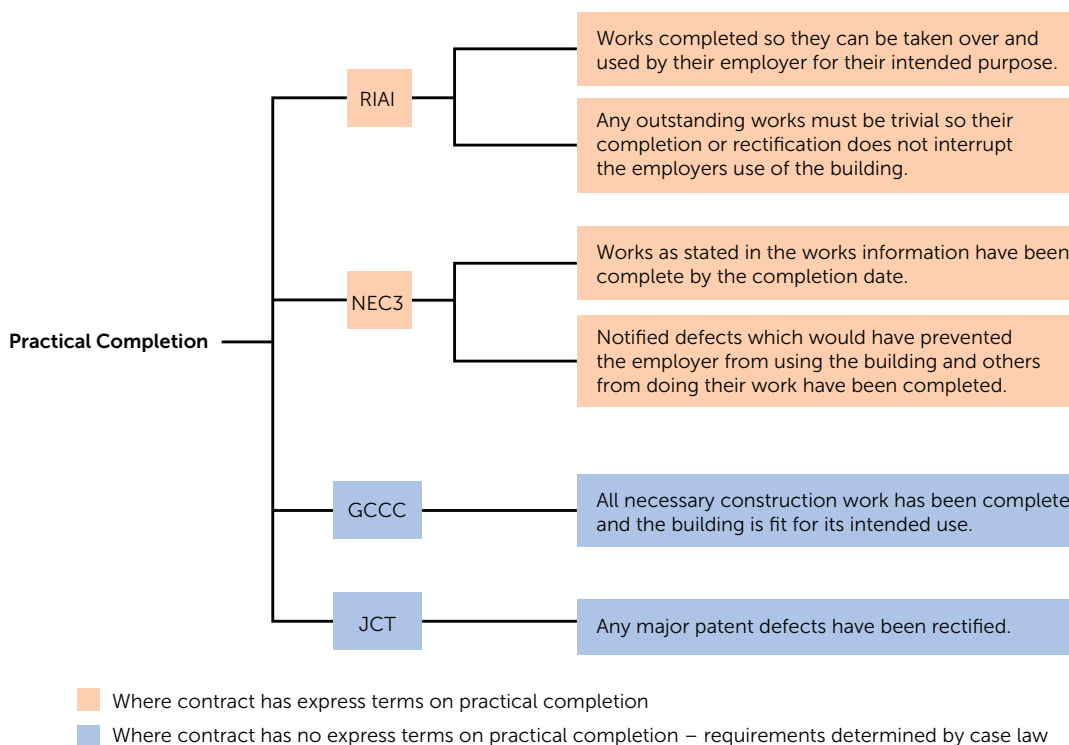 Practical Completion
RIAI
Works completed so they can be taken over and
used by their employer for their intended purpose.
Any outstanding works must be trivial so their
completion or rectification does not interrupt
the employers use of the building.
NEC3
Works as stated in the works information have been
complete by the completion date.
Notified defects which would have prevented
the employer from using the building and others
from doing their work have been completed.
GCCC
All necessary construction work has been complete
and the building is fit for its intended use.
JCT
Any major patent defects have been rectified.
Where contract has express terms on practical completion
Where contract has no express terms on practical completion – requirements determined by case law